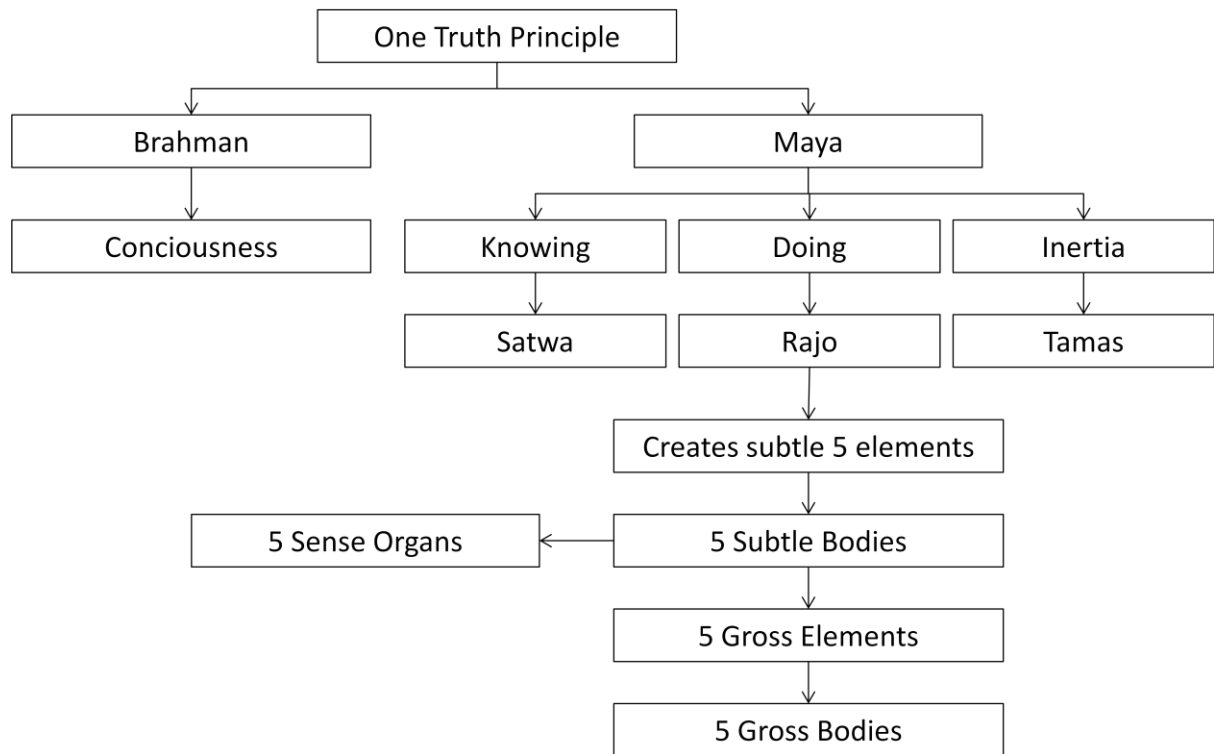 One Truth Principle
Brahman
Maya
Conciousness
Knowing
Doing
Inertia
Satwa
Rajo
Tamas
Creates subtle 5 elements
5 Sense Organs
5 Subtle Bodies
5 Gross Elements
5 Gross Bodies